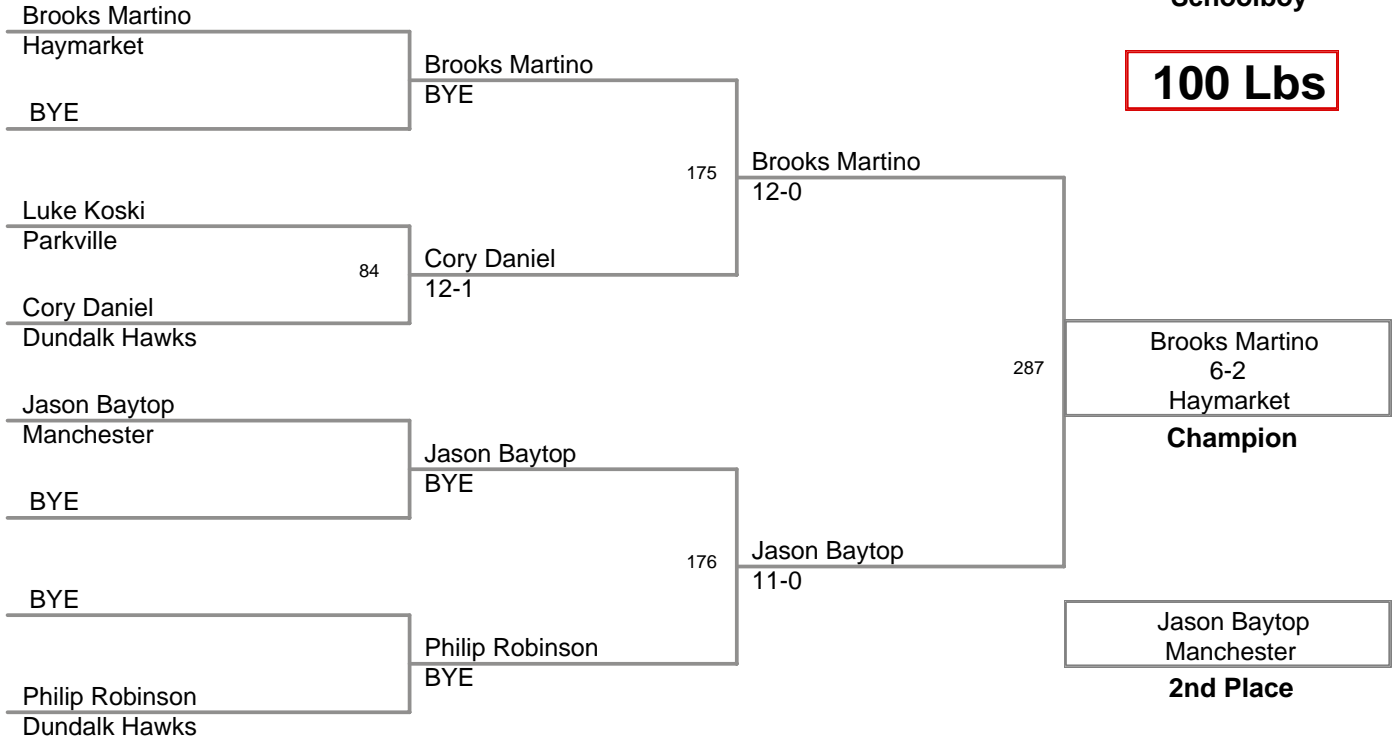 Schoolboy
100 Lbs
Brooks Martino
Haymarket
BYE
Luke Koski
Parkville
84
Cory Daniel
Dundalk Hawks
Jason Baytop
Manchester
BYE
BYE
Philip Robinson
Dundalk Hawks
Brooks Martino
BYE
175
Cory Daniel
12-1
Jason Baytop
BYE
176
Philip Robinson
BYE
Brooks Martino
12-0
287
Jason Baytop
11-0
Brooks Martino
6-2
Haymarket
Champion
Jason Baytop
Manchester
2nd Place